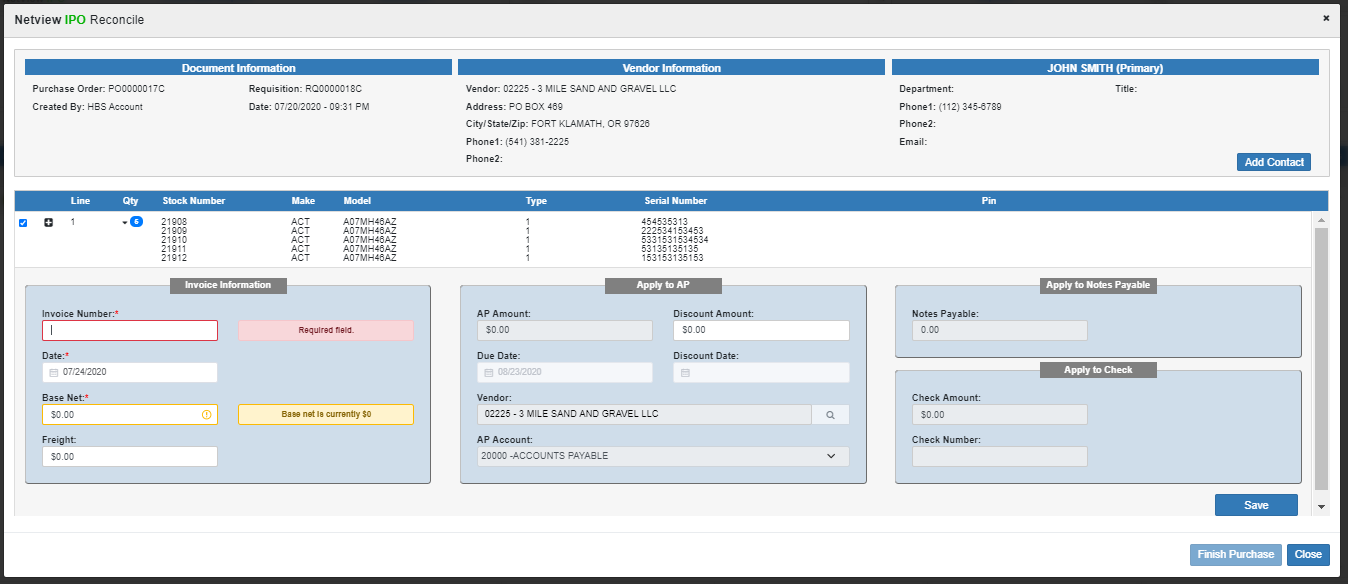 Netview IPO Reconcile
×
Document Information
Purchase Order: PO0000017C
Requisition: RQ0000018C
Created By: HBS Account
Date: 07/20/2020 - 09:31 PM
Vendor Information
Vendor: 02225 - 3 MILE SAND AND GRAVEL LLC
Address: PO BOX 469
City/State/Zip: FORT KLAMATH, OR 97626
Phone1: (541) 381-2225
Phone2:
JOHN SMITH (Primary)
Department:
Title:
Phone1: (112) 345-6789
Phone2:
Email:
Add Contact
Line Qty Stock Number Make Model Type Serial Number Pin
1 6 21908 ACT A07MH46AZ 1 454535313
21909 ACT A07MH46AZ 1 222534153453
21910 ACT A07MH46AZ 1 5331531534534
21911 ACT A07MH46AZ 1 53135135135
21912 ACT A07MH46AZ 1 153153135153
Invoice Information
Invoice Number:*
Required field.
Date:*
07/24/2020
Base Net:*
$0.00
Base net is currently $0
Freight:
$0.00
Apply to AP
AP Amount:
Discount Amount:
$0.00
$0.00
Due Date:
Discount Date:
08/23/2020
Vendor:
02225 - 3 MILE SAND AND GRAVEL LLC
AP Account:
20000 -ACCOUNTS PAYABLE
Apply to Notes Payable
Notes Payable:
0.00
Apply to Check
Check Amount:
$0.00
Check Number:
Save
Finish Purchase
Close